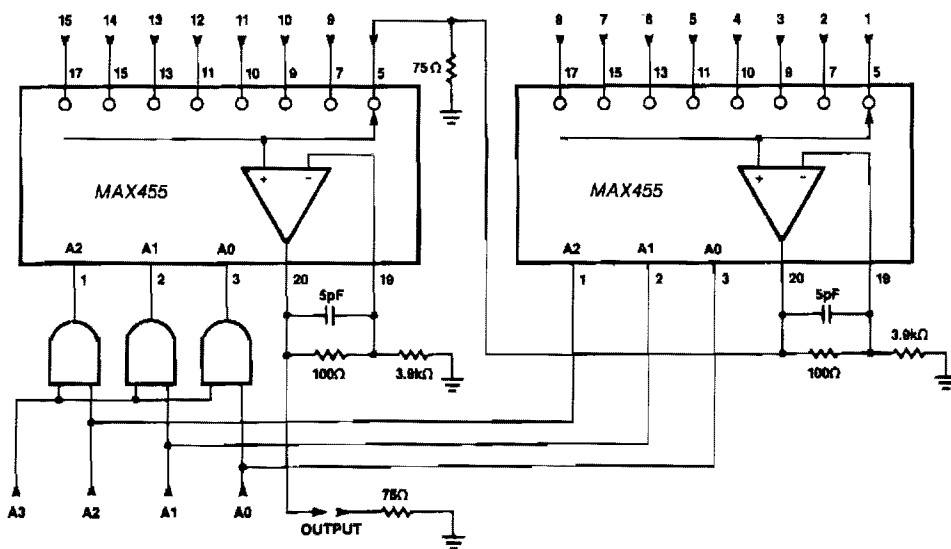 15 14 13 12 11 10 9 8 7 6 5 4 3 2 1
75Ω
17 15 13 11 10 9 7 5 17 15 13 11 10 9 7 5
+ − + −
MAX455 MAX455
A2 A1 A0 A2 A1 A0
1 2 3 20 19 1 2 3 20 19
5pF 5pF
3.9kΩ
100Ω 3.9kΩ 100Ω
A3 A2 A1 A0
75Ω
OUTPUT